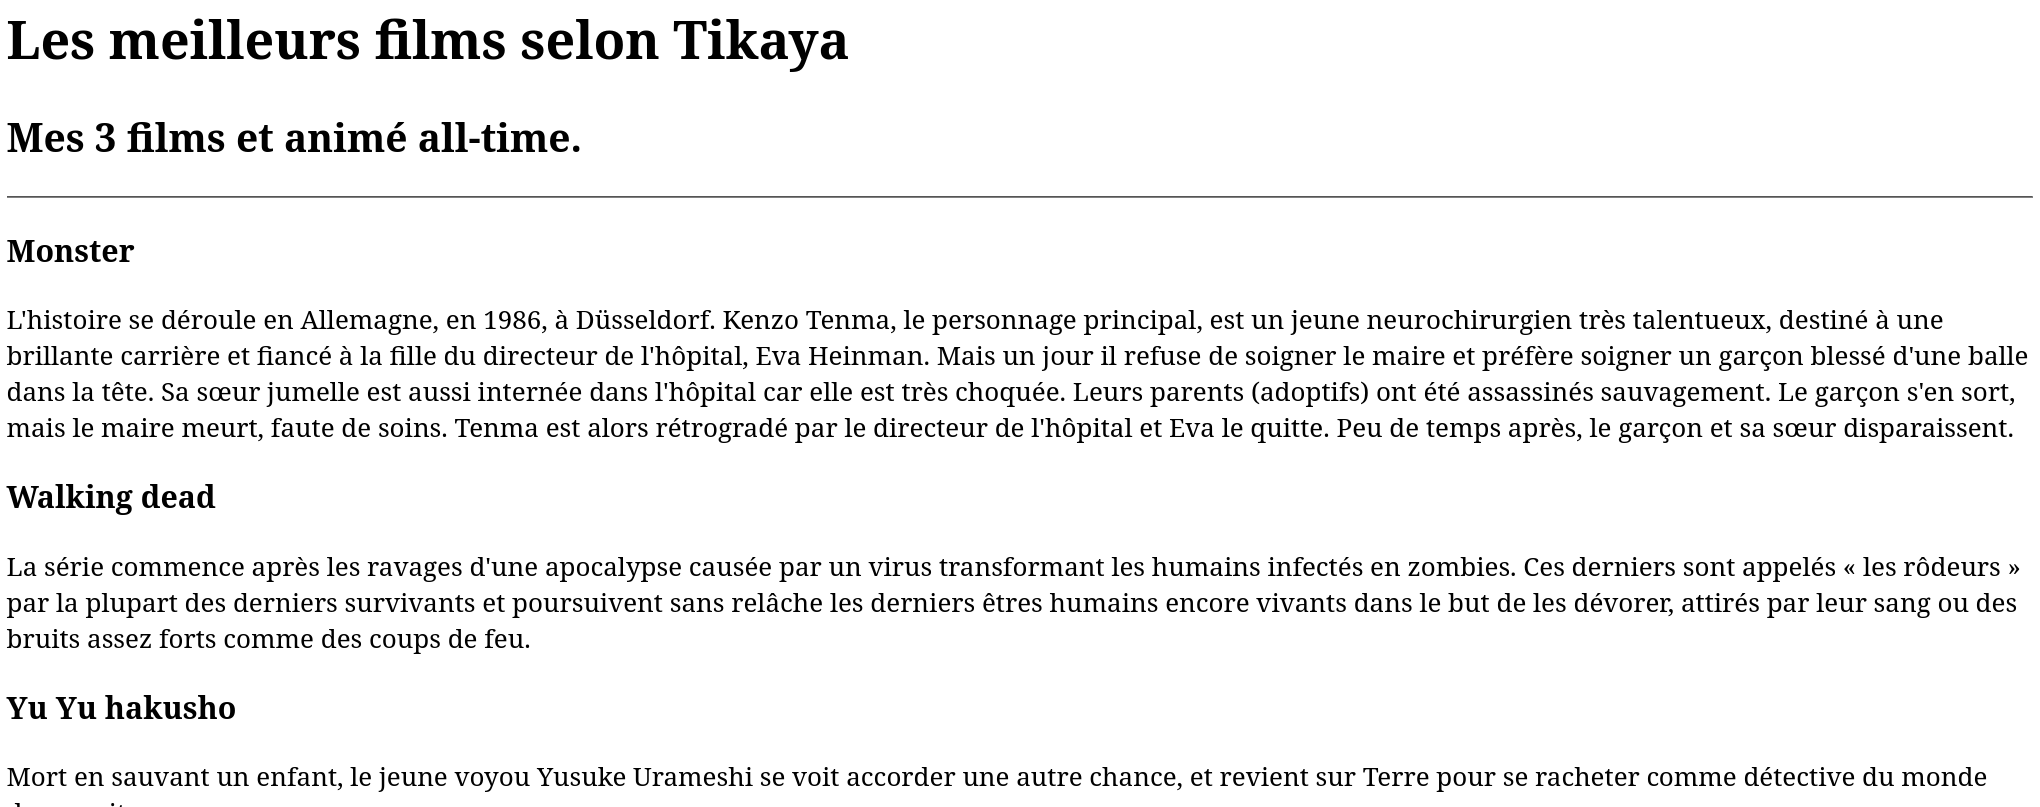 Les meilleurs films selon Tikaya
Mes 3 films et animé all-time.
Monster
L'histoire se déroule en Allemagne, en 1986, à Düsseldorf. Kenzo Tenma, le personnage principal, est un jeune neurochirurgien très talentueux, destiné à une
brillante carrière et fiancé à la fille du directeur de l'hôpital, Eva Heinman. Mais un jour il refuse de soigner le maire et préfère soigner un garçon blessé d'une balle
dans la tête. Sa sœur jumelle est aussi internée dans l'hôpital car elle est très choquée. Leurs parents (adoptifs) ont été assassinés sauvagement. Le garçon s'en sort,
mais le maire meurt, faute de soins. Tenma est alors rétrogradé par le directeur de l'hôpital et Eva le quitte. Peu de temps après, le garçon et sa sœur disparaissent.
Walking dead
La série commence après les ravages d'une apocalypse causée par un virus transformant les humains infectés en zombies. Ces derniers sont appelés « les rôdeurs »
par la plupart des derniers survivants et poursuivent sans relâche les derniers êtres humains encore vivants dans le but de les dévorer, attirés par leur sang ou des
bruits assez forts comme des coups de feu.
Yu Yu hakusho
Mort en sauvant un enfant, le jeune voyou Yusuke Urameshi se voit accorder une autre chance, et revient sur Terre pour se racheter comme détective du monde